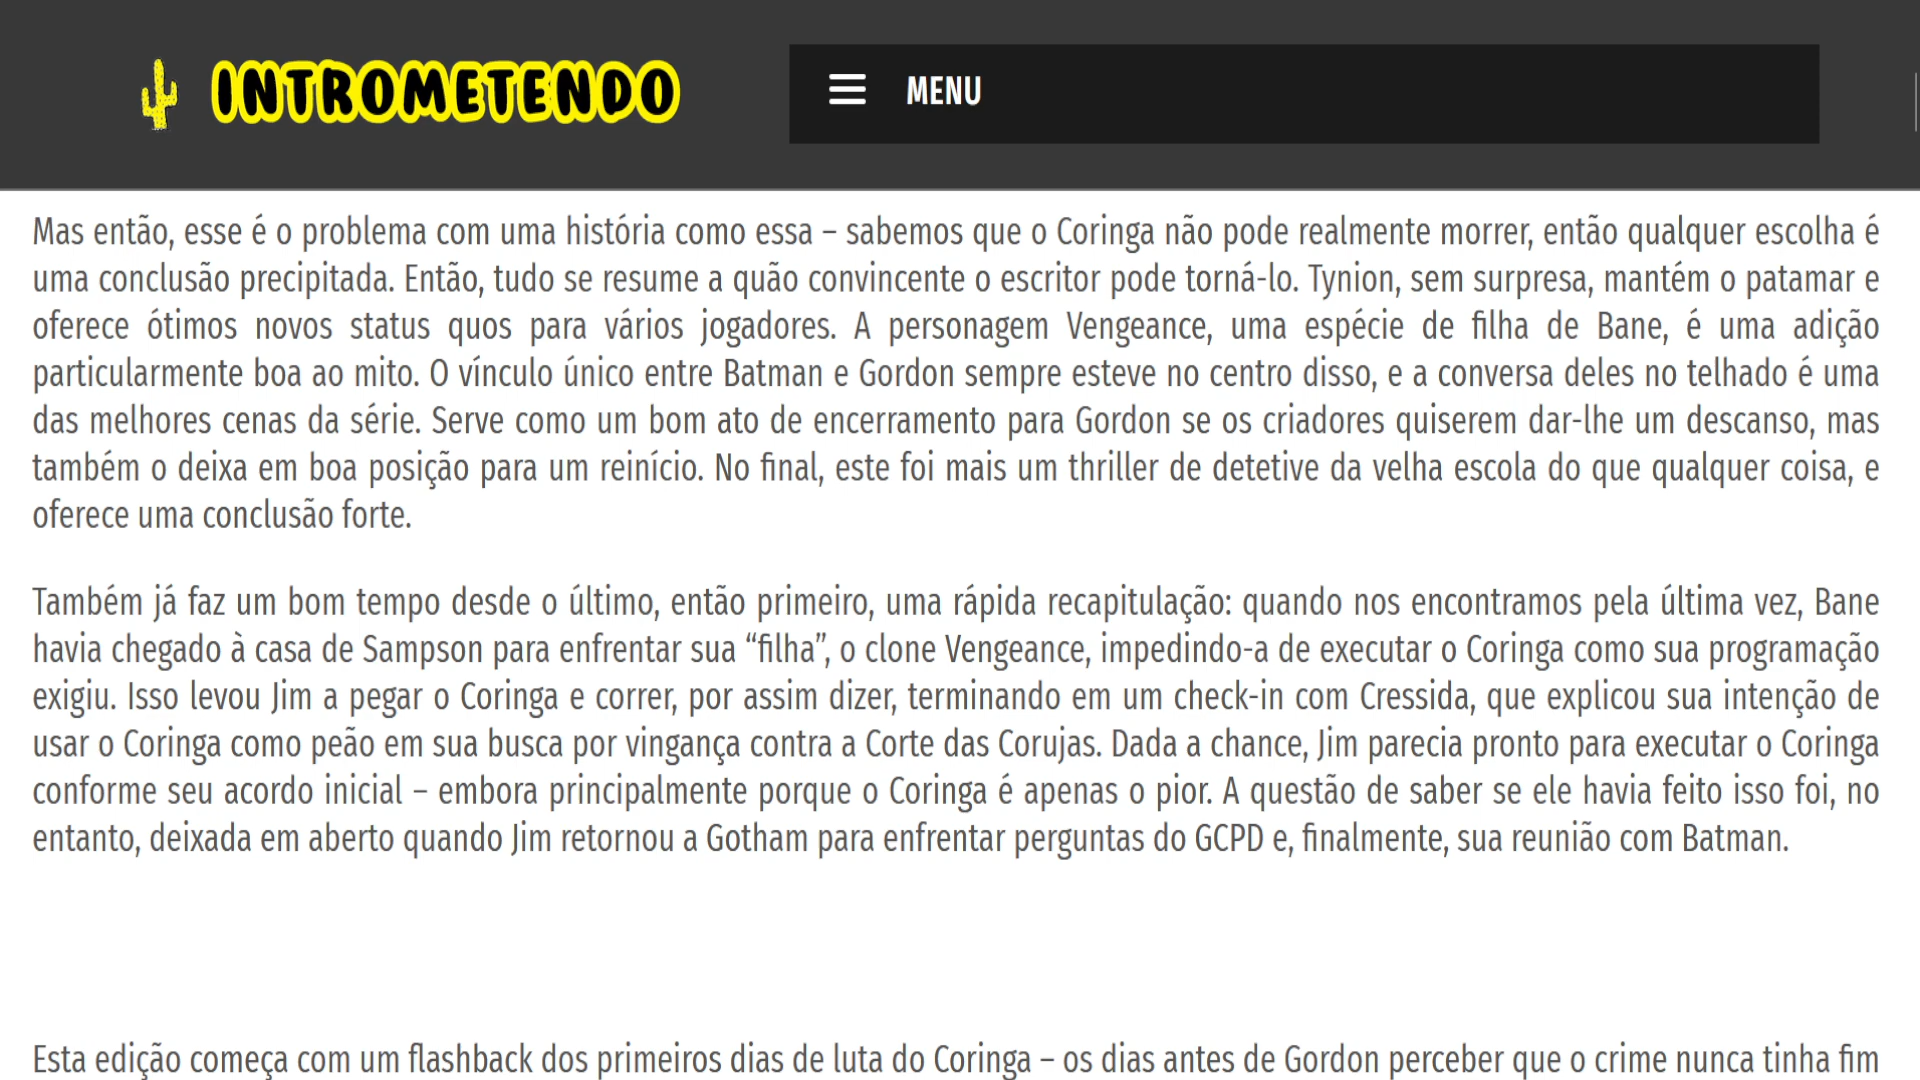 INTROMETENDO
MENU
Mas então, esse é o problema com uma história como essa – sabemos que o Coringa não pode realmente morrer, então qualquer escolha é
uma conclusão precipitada. Então, tudo se resume a quão convincente o escritor pode torná-lo. Tynion, sem surpresa, mantém o patamar e
oferece ótimos novos status quos para vários jogadores. A personagem Vengeance, uma espécie de filha de Bane, é uma adição
particularmente boa ao mito. O vínculo único entre Batman e Gordon sempre esteve no centro disso, e a conversa deles no telhado é uma
das melhores cenas da série. Serve como um bom ato de encerramento para Gordon se os criadores quiserem dar-lhe um descanso, mas
também o deixa em boa posição para um reinício. No final, este foi mais um thriller de detetive da velha escola do que qualquer coisa, e
oferece uma conclusão forte.
Também já faz um bom tempo desde o último, então primeiro, uma rápida recapitulação: quando nos encontramos pela última vez, Bane
havia chegado à casa de Sampson para enfrentar sua “filha”, o clone Vengeance, impedindo-a de executar o Coringa como sua programação
exigiu. Isso levou Jim a pegar o Coringa e correr, por assim dizer, terminando em um check-in com Cressida, que explicou sua intenção de
usar o Coringa como peão em sua busca por vingança contra a Corte das Corujas. Dada a chance, Jim parecia pronto para executar o Coringa
conforme seu acordo inicial – embora principalmente porque o Coringa é apenas o pior. A questão de saber se ele havia feito isso foi, no
entanto, deixada em aberto quando Jim retornou a Gotham para enfrentar perguntas do GCPD e, finalmente, sua reunião com Batman.
Esta edição começa com um flashback dos primeiros dias de luta do Coringa – os dias antes de Gordon perceber que o crime nunca tinha fim